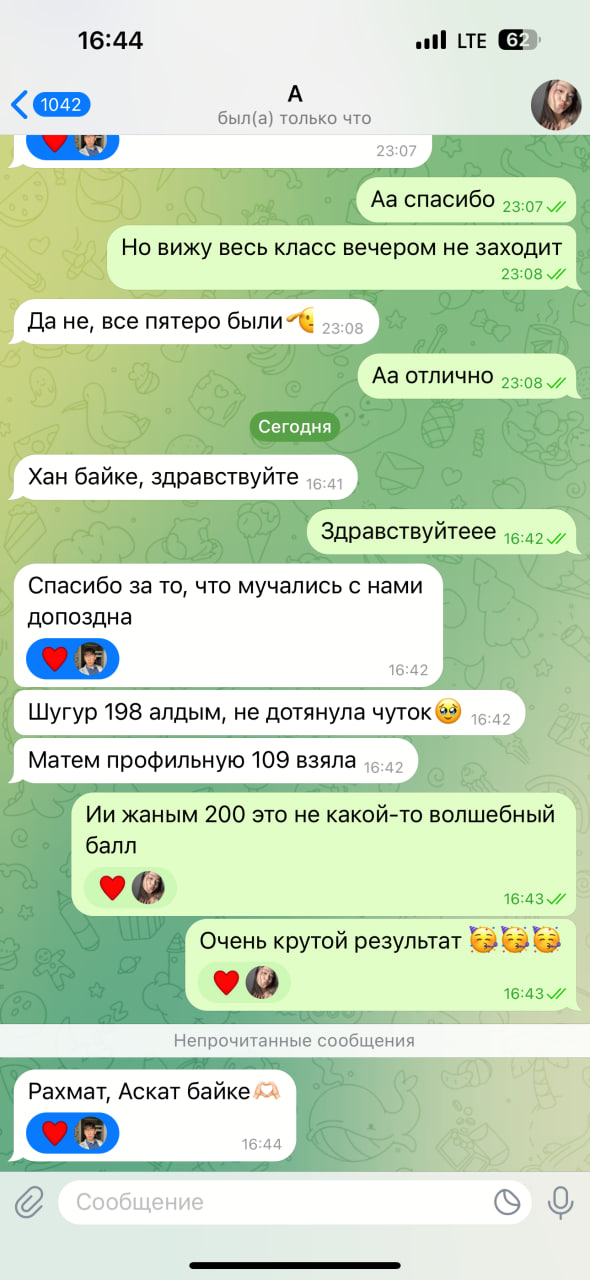 16:44
LTE
62
1042
А
был(а) только что
23:07
Аа спасибо 23:07
Но вижу весь класс вечером не заходит
23:08
Да не, все пятеро были 🫡 23:08
Аа отлично 23:08
Сегодня
Хан байке, здравствуйте 16:41
Здравствуйтеее 16:42
Спасибо за то, что мучались с нами
допоздна
16:42
Шугур 198 алдым, не дотянула чуток🥹 16:42
Матем профильную 109 взяла 16:42
Ии жаным 200 это не какой-то волшебный
балл
16:43
Очень крутой результат 🥳🥳🥳
16:43
Непрочитанные сообщения
Рахмат, Аскат байке🫶🏻
16:44
Сообщение